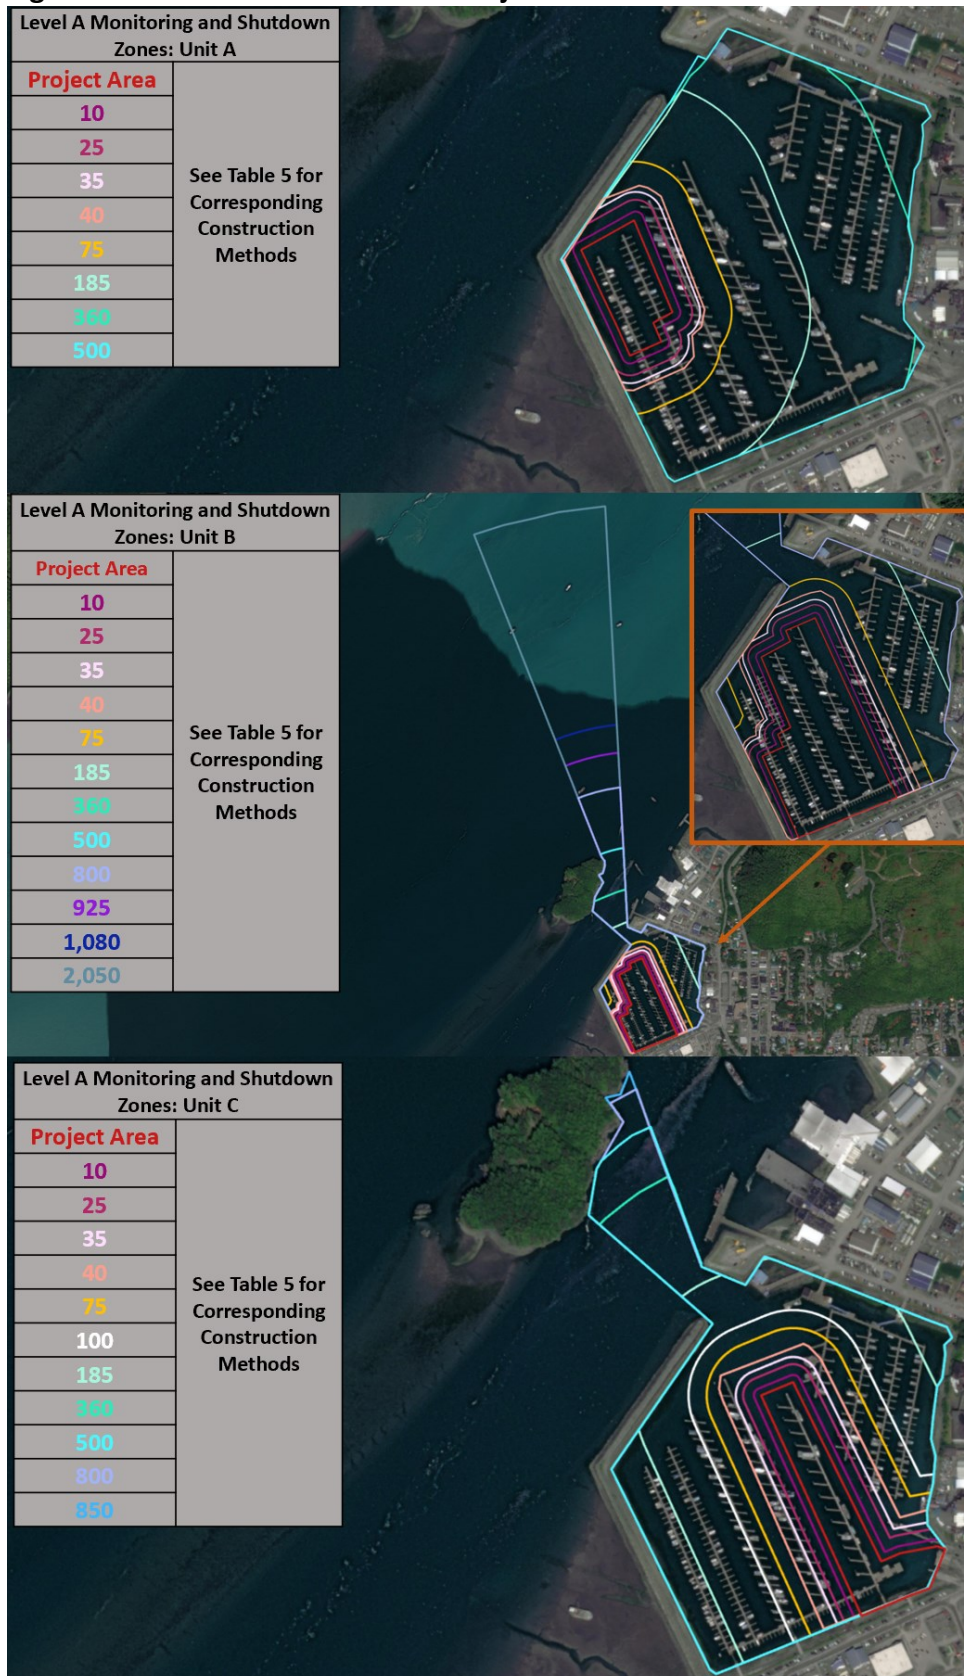 Level A Monitoring and Shutdown
Zones: Unit A
Project Area
10
25
35
40
75
185
360
500
See Table 5 for
Corresponding
Construction
Methods
Level A Monitoring and Shutdown
Zones: Unit B
Project Area
10
25
35
40
75
185
360
500
800
925
1,080
2,050
See Table 5 for
Corresponding
Construction
Methods
Level A Monitoring and Shutdown
Zones: Unit C
Project Area
10
25
35
40
75
100
185
360
500
800
850
See Table 5 for
Corresponding
Construction
Methods